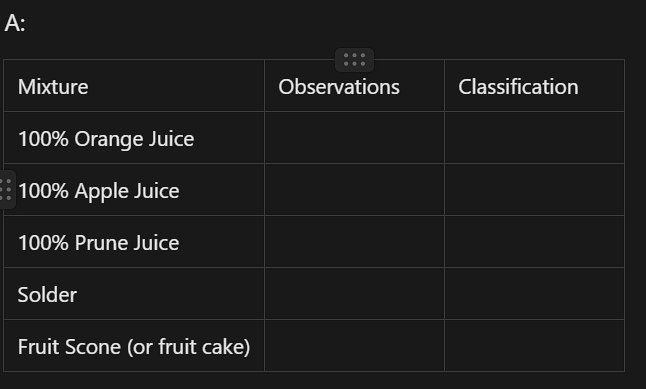 A:
Mixture Observations Classification
100% Orange Juice
100% Apple Juice
100% Prune Juice
Solder
Fruit Scone (or fruit cake)